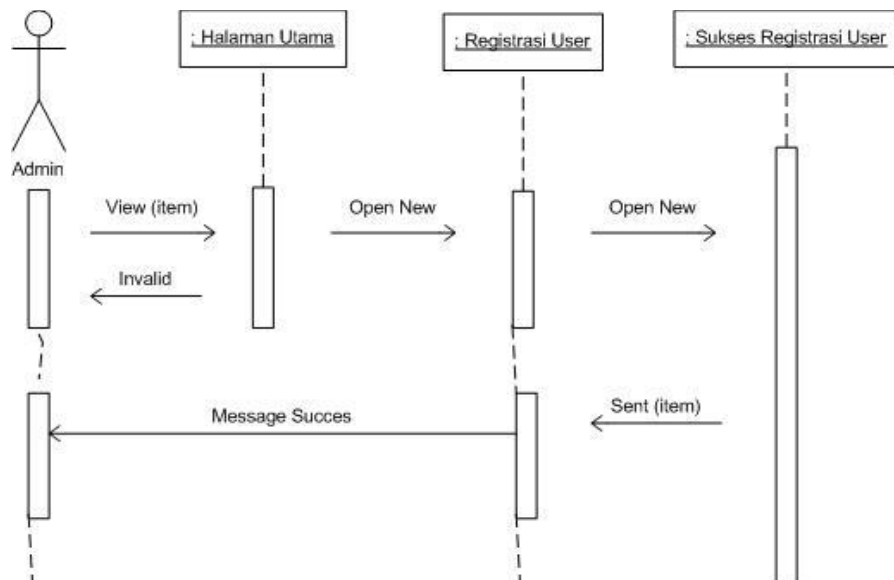 : Halaman Utama
: Registrasi User
: Sukses Registrasi User
Admin
View (item)
Open New
Open New
Invalid
Sent (item)
Message Succes